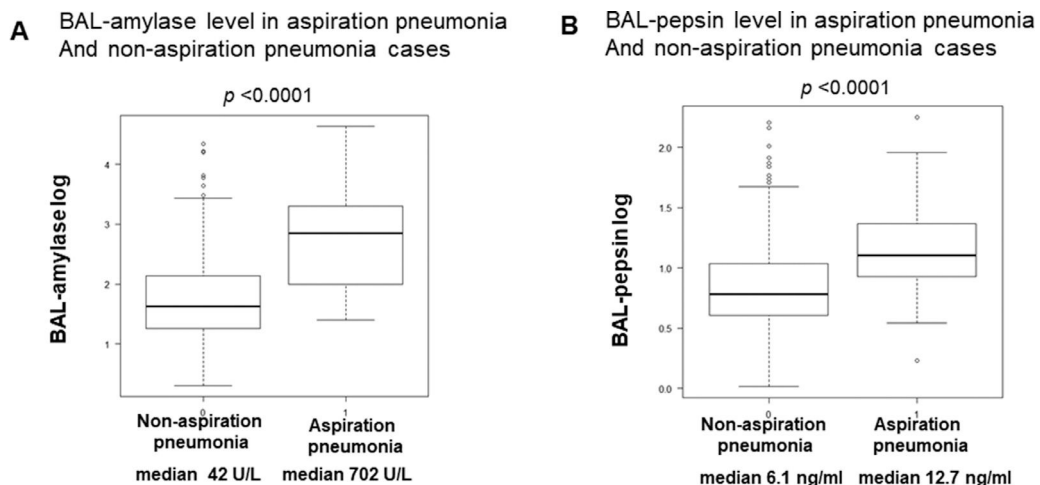 A
BAL-amylase level in aspiration pneumonia
And non-aspiration pneumonia cases
p <0.0001
BAL-amylase log
4
3
2
1
0
1
Non-aspiration
pneumonia
Aspiration
pneumonia
median 42 U/L
median 702 U/L
B
BAL-pepsin level in aspiration pneumonia
And non-aspiration pneumonia cases
p <0.0001
BAL-pepsin log
2.0
1.5
1.0
0.5
0.0
0
1
Non-aspiration
pneumonia
Aspiration
pneumonia
median 6.1 ng/ml
median 12.7 ng/ml